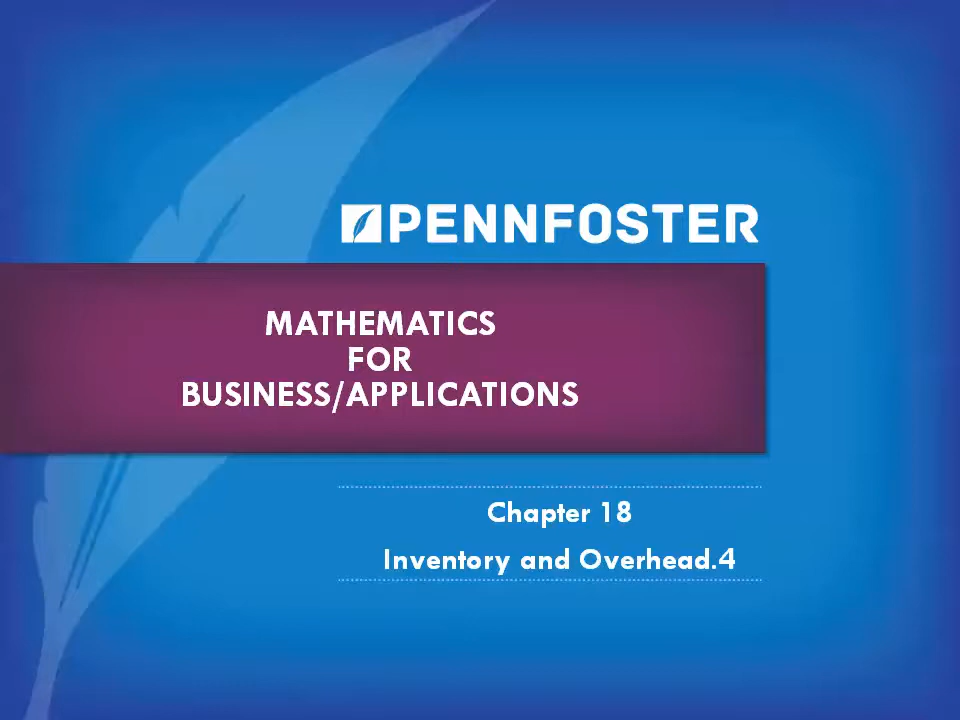 PENNFOSTER
MATHEMATICS
FOR
BUSINESS/APPLICATIONS
Chapter 18
Inventory and Overhead.4